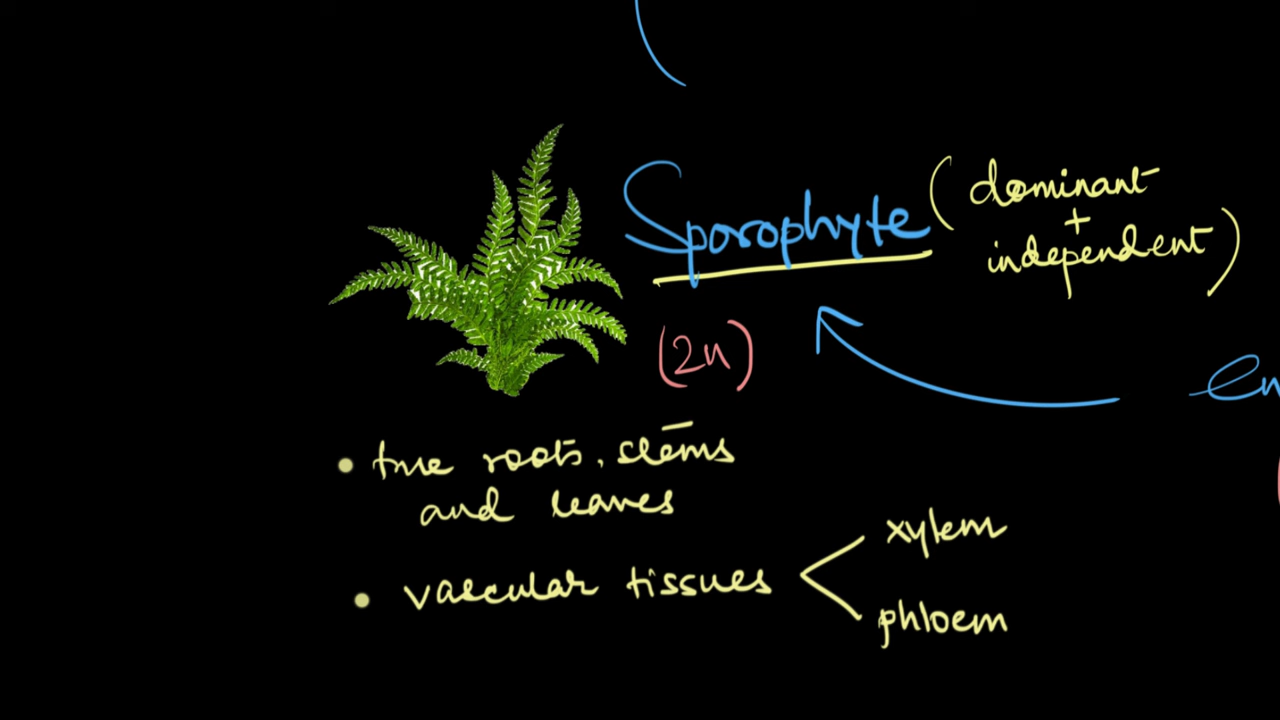 Sporophyte (dominant
+
independent)
(2n)
• true roots, stems
and leaves
• vascular tissues < xylem
phloem